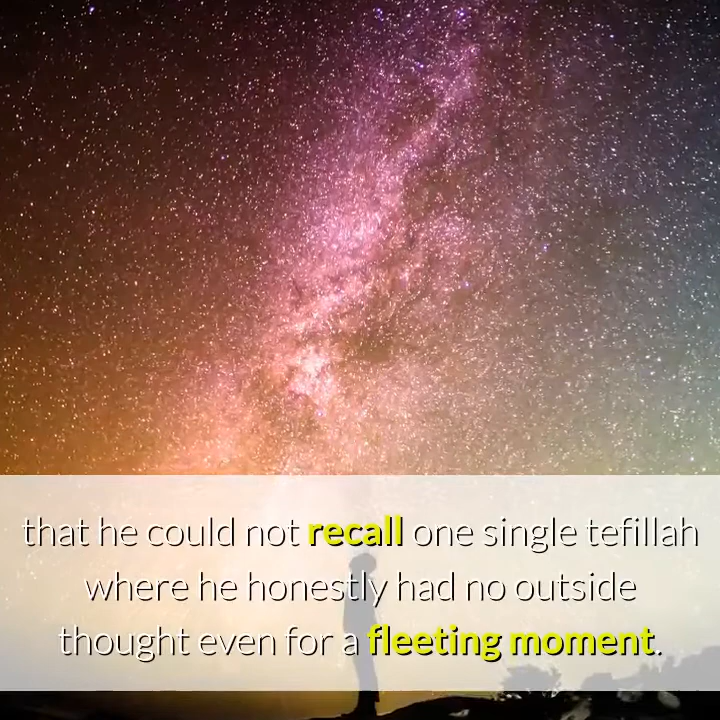 that he could not recall one single tefillah
where he honestly had no outside
thought even for a fleeting moment.